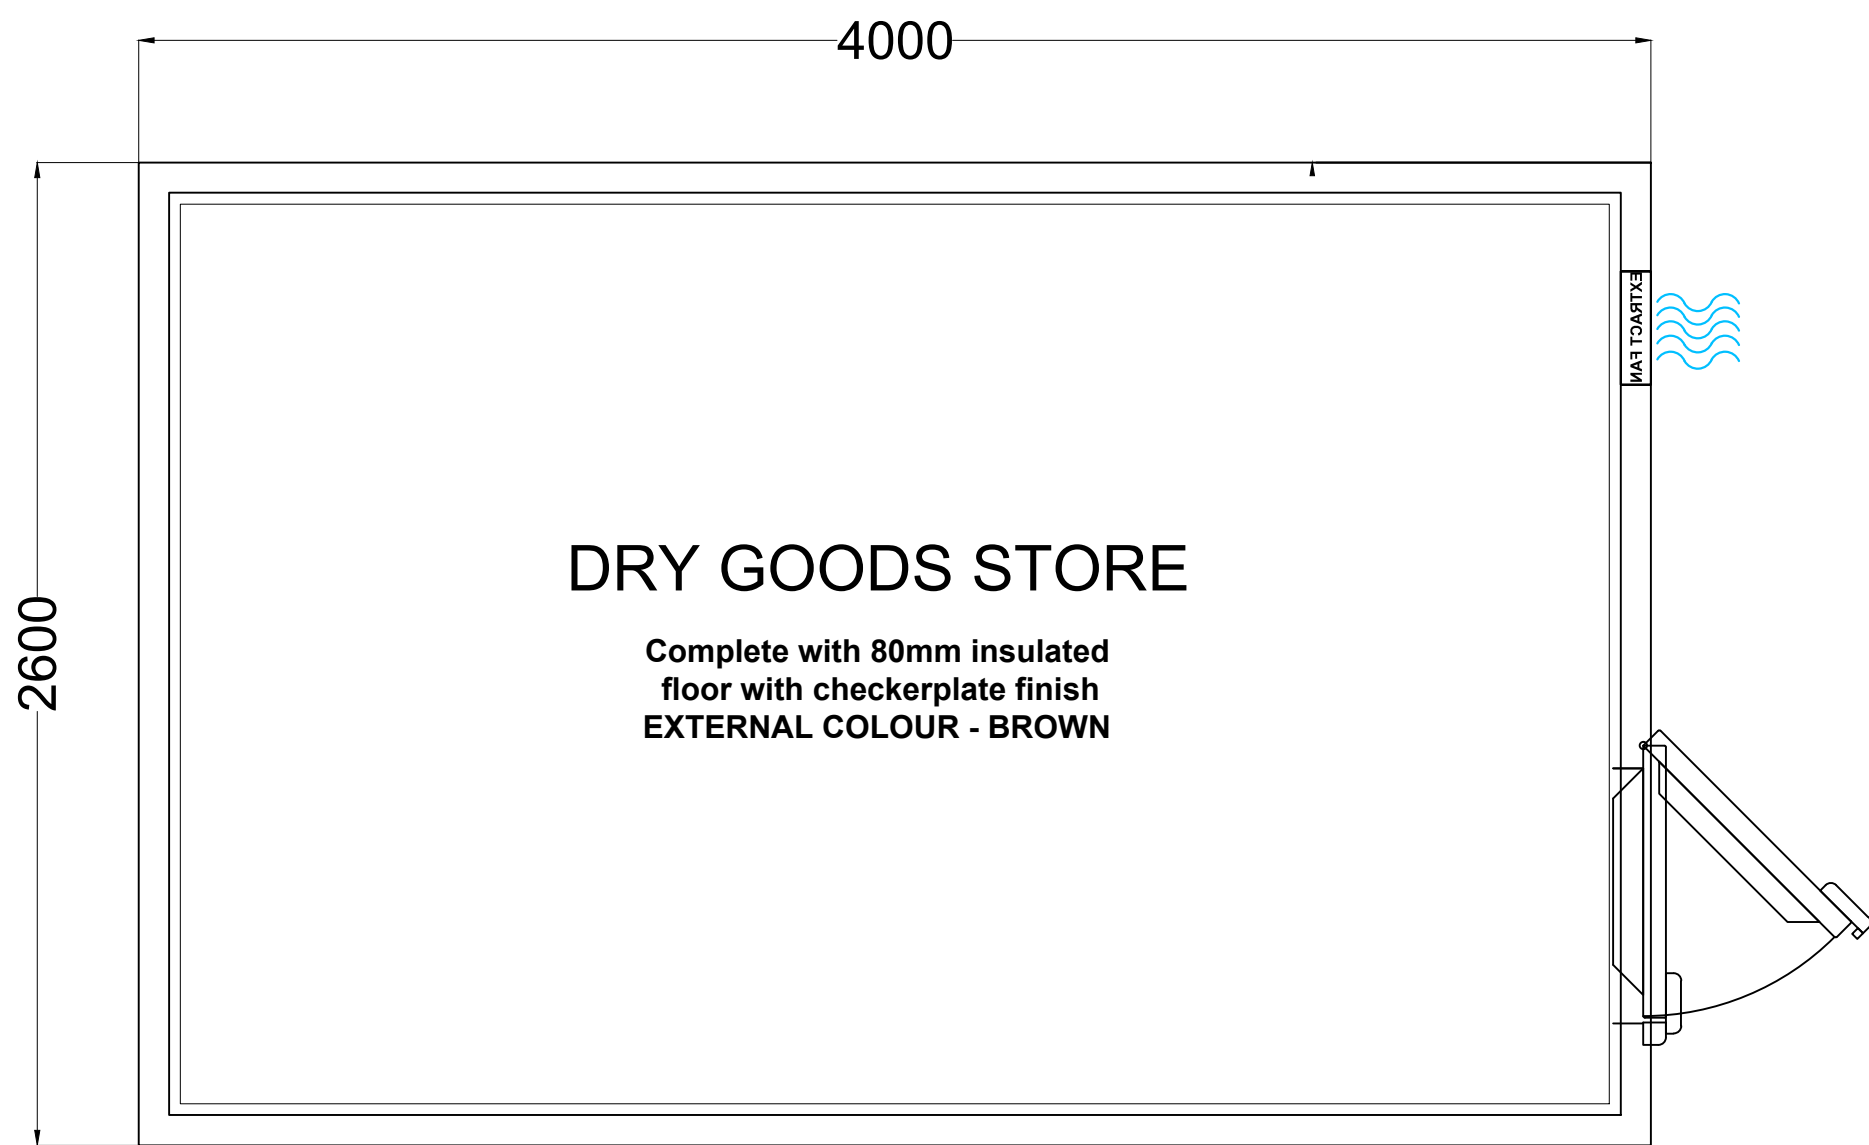 4000
EXTRACT FAN
DRY GOODS STORE
2600
Complete with 80mm insulated
floor with checkerplate finish
EXTERNAL COLOUR - BROWN